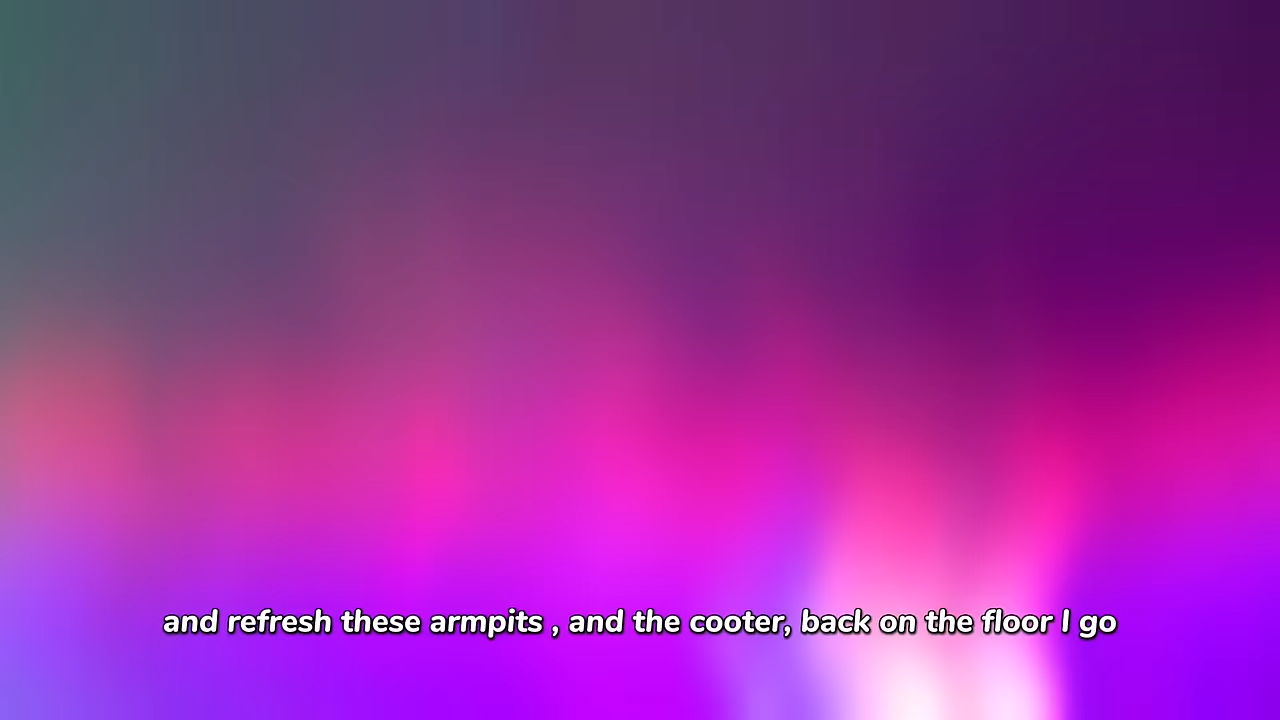 and refresh these armpits , and the cooter, back on the floor I go